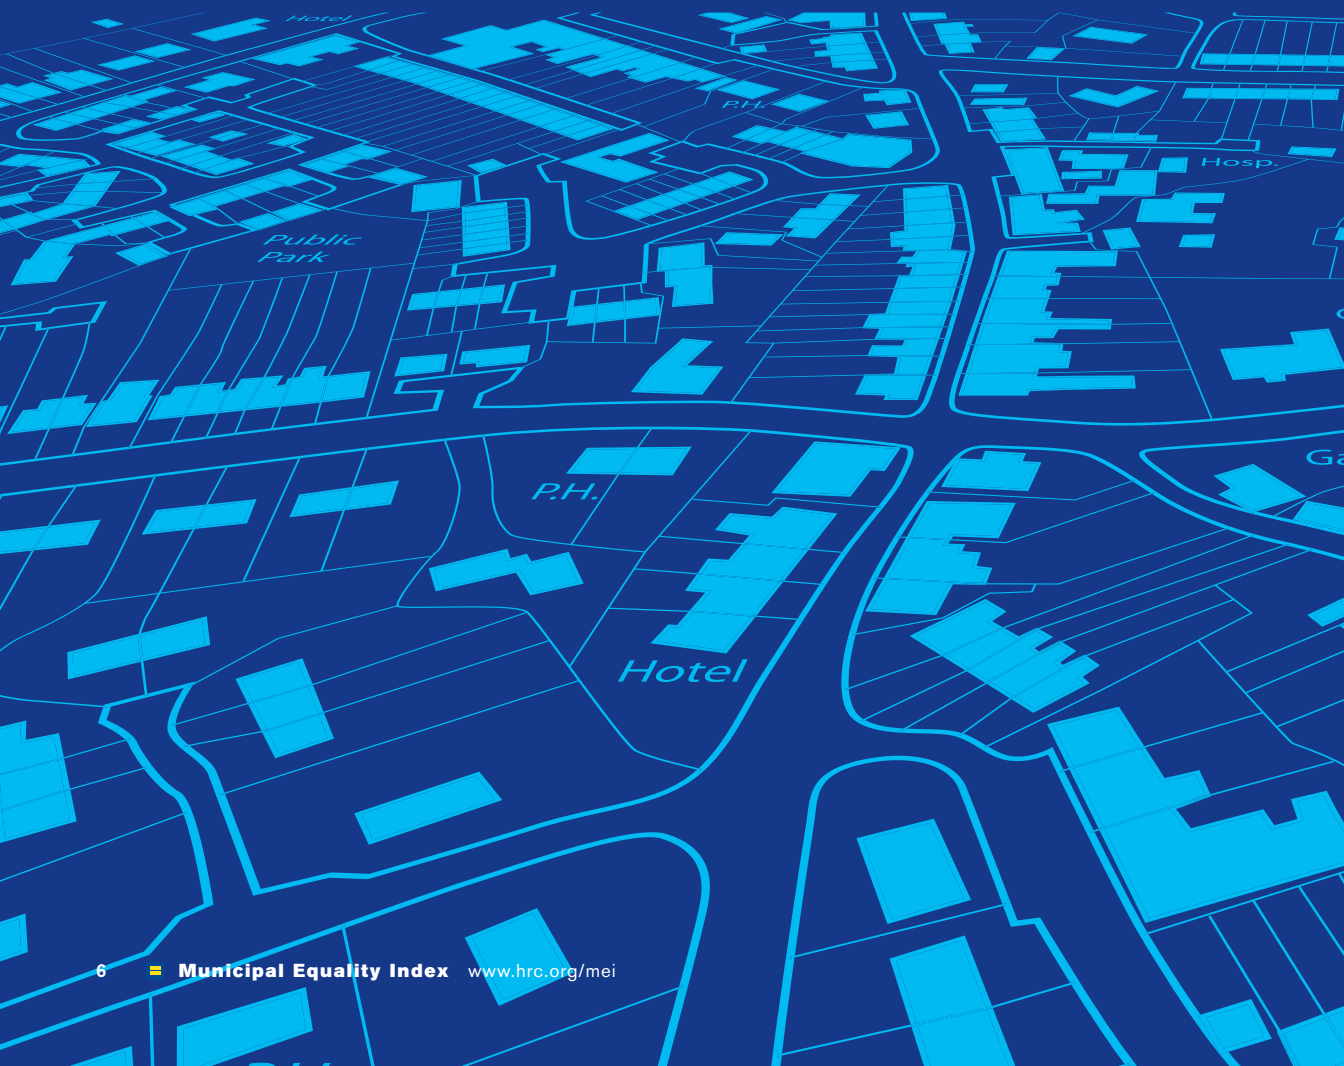 Hotel
P.H.
Hosp.
Public
Park
P.H.
Hotel
6 Municipal Equality Index www.hrc.org/mei